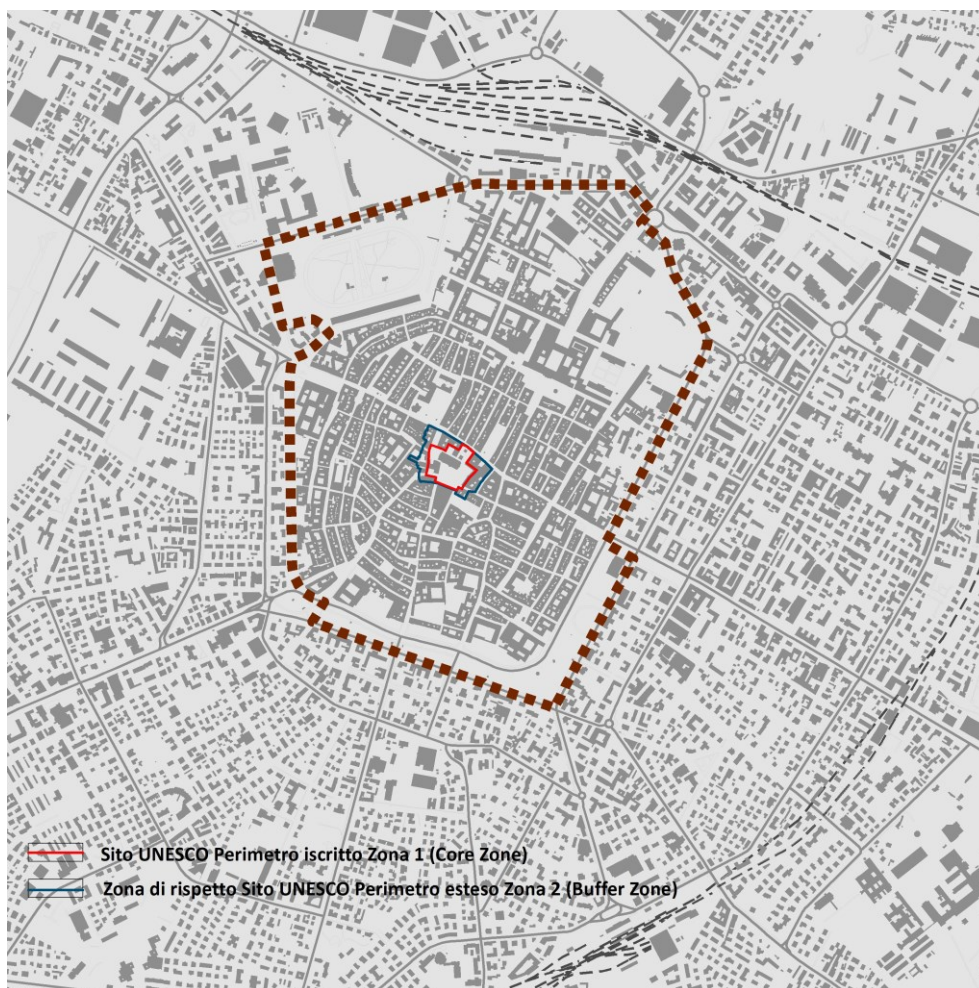 Sito UNESCO Perimetro iscritto Zona 1 (Core Zone)
Zona di rispetto Sito UNESCO Perimetro esteso Zona 2 (Buffer Zone)